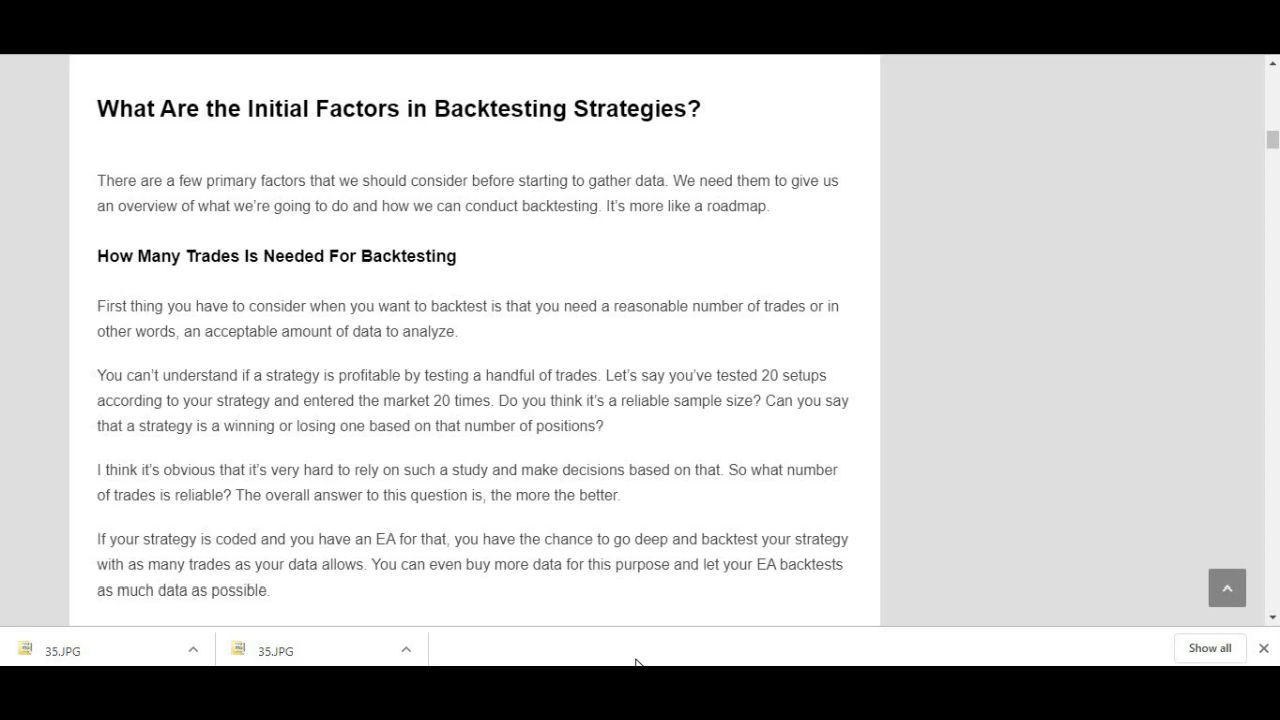 What Are the Initial Factors in Backtesting Strategies?
There are a few primary factors that we should consider before starting to gather data. We need them to give us
an overview of what we’re going to do and how we can conduct backtesting. It’s more like a roadmap.
How Many Trades Is Needed For Backtesting
First thing you have to consider when you want to backtest is that you need a reasonable number of trades or in
other words, an acceptable amount of data to analyze.
You can’t understand if a strategy is profitable by testing a handful of trades. Let’s say you’ve tested 20 setups
according to your strategy and entered the market 20 times. Do you think it’s a reliable sample size? Can you say
that a strategy is a winning or losing one based on that number of positions?
I think it’s obvious that it’s very hard to rely on such a study and make decisions based on that. So what number
of trades is reliable? The overall answer to this question is, the more the better.
If your strategy is coded and you have an EA for that, you have the chance to go deep and backtest your strategy
with as many trades as your data allows. You can even buy more data for this purpose and let your EA backtests
as much data as possible.
35.JPG
35.JPG
Show all